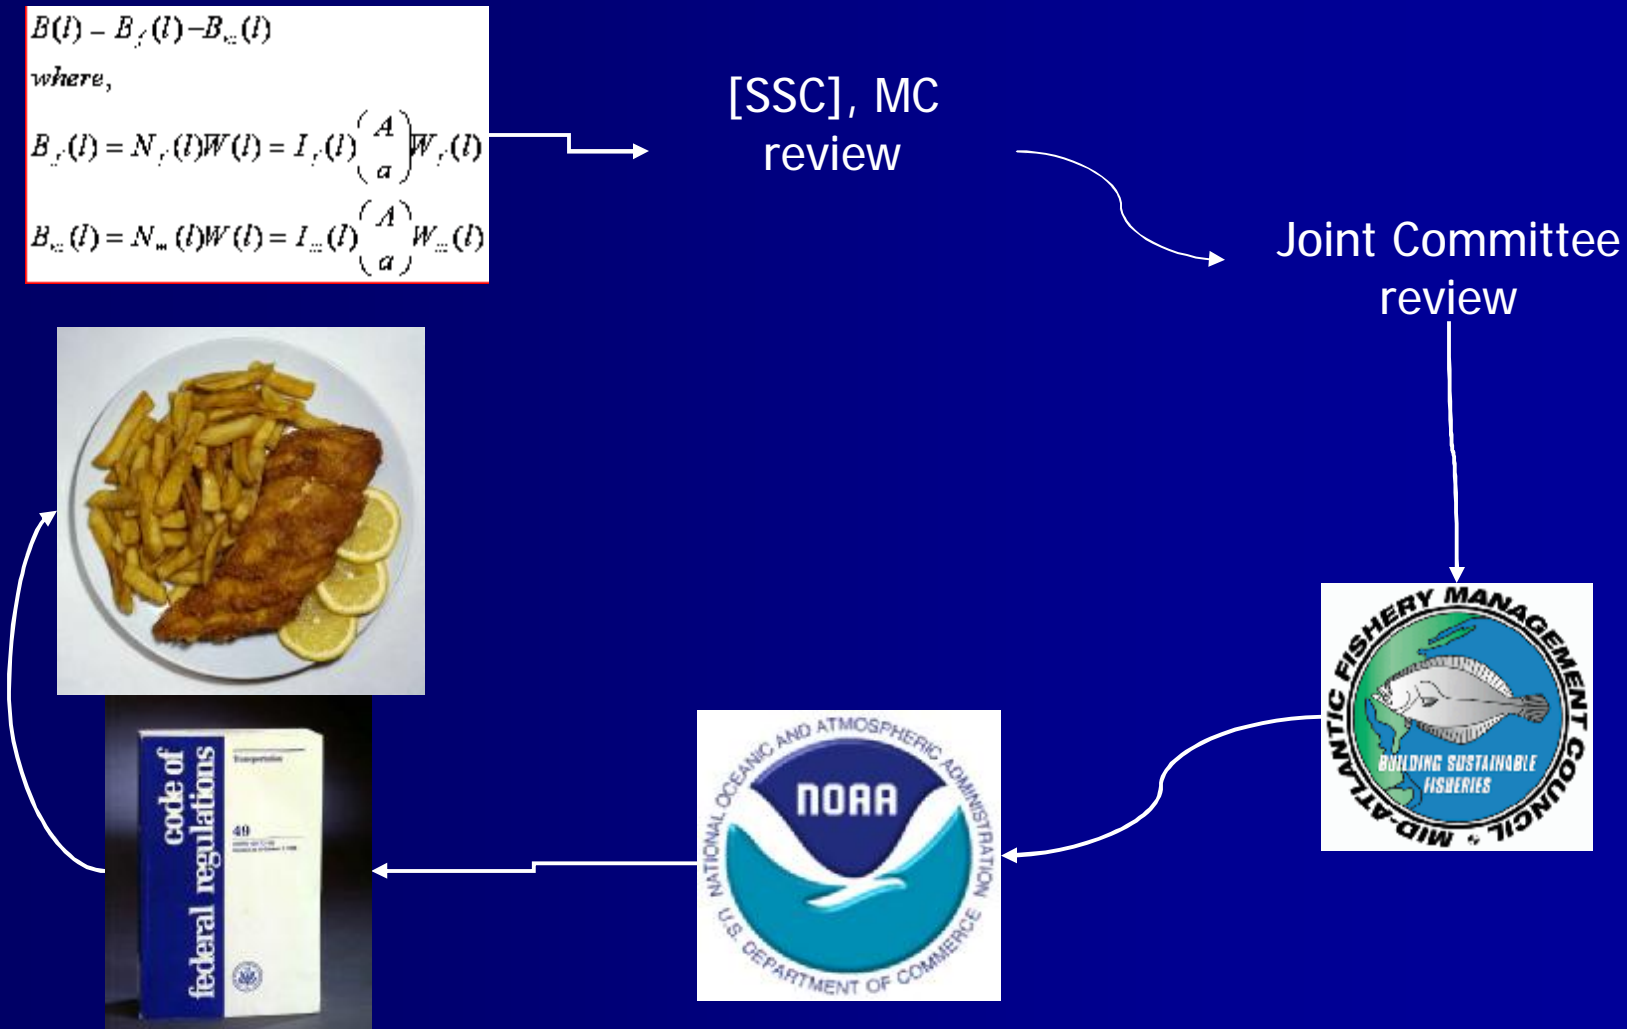 B(l) = B_f(l) – B_m(l)
where,
B_f(l) = N_f(l)W(l) = I_f(l)(A/a)W_f(l)
B_m(l) = N_m(l)W(l) = I_m(l)(A/a)W_m(l)
[SSC], MC
review
Joint Committee
review
MID-ATLANTIC FISHERY MANAGEMENT COUNCIL
BUILDING SUSTAINABLE
FISHERIES
NATIONAL OCEANIC AND ATMOSPHERIC ADMINISTRATION
NOAA
U.S. DEPARTMENT OF COMMERCE
code of
federal regulations
Transportation
49